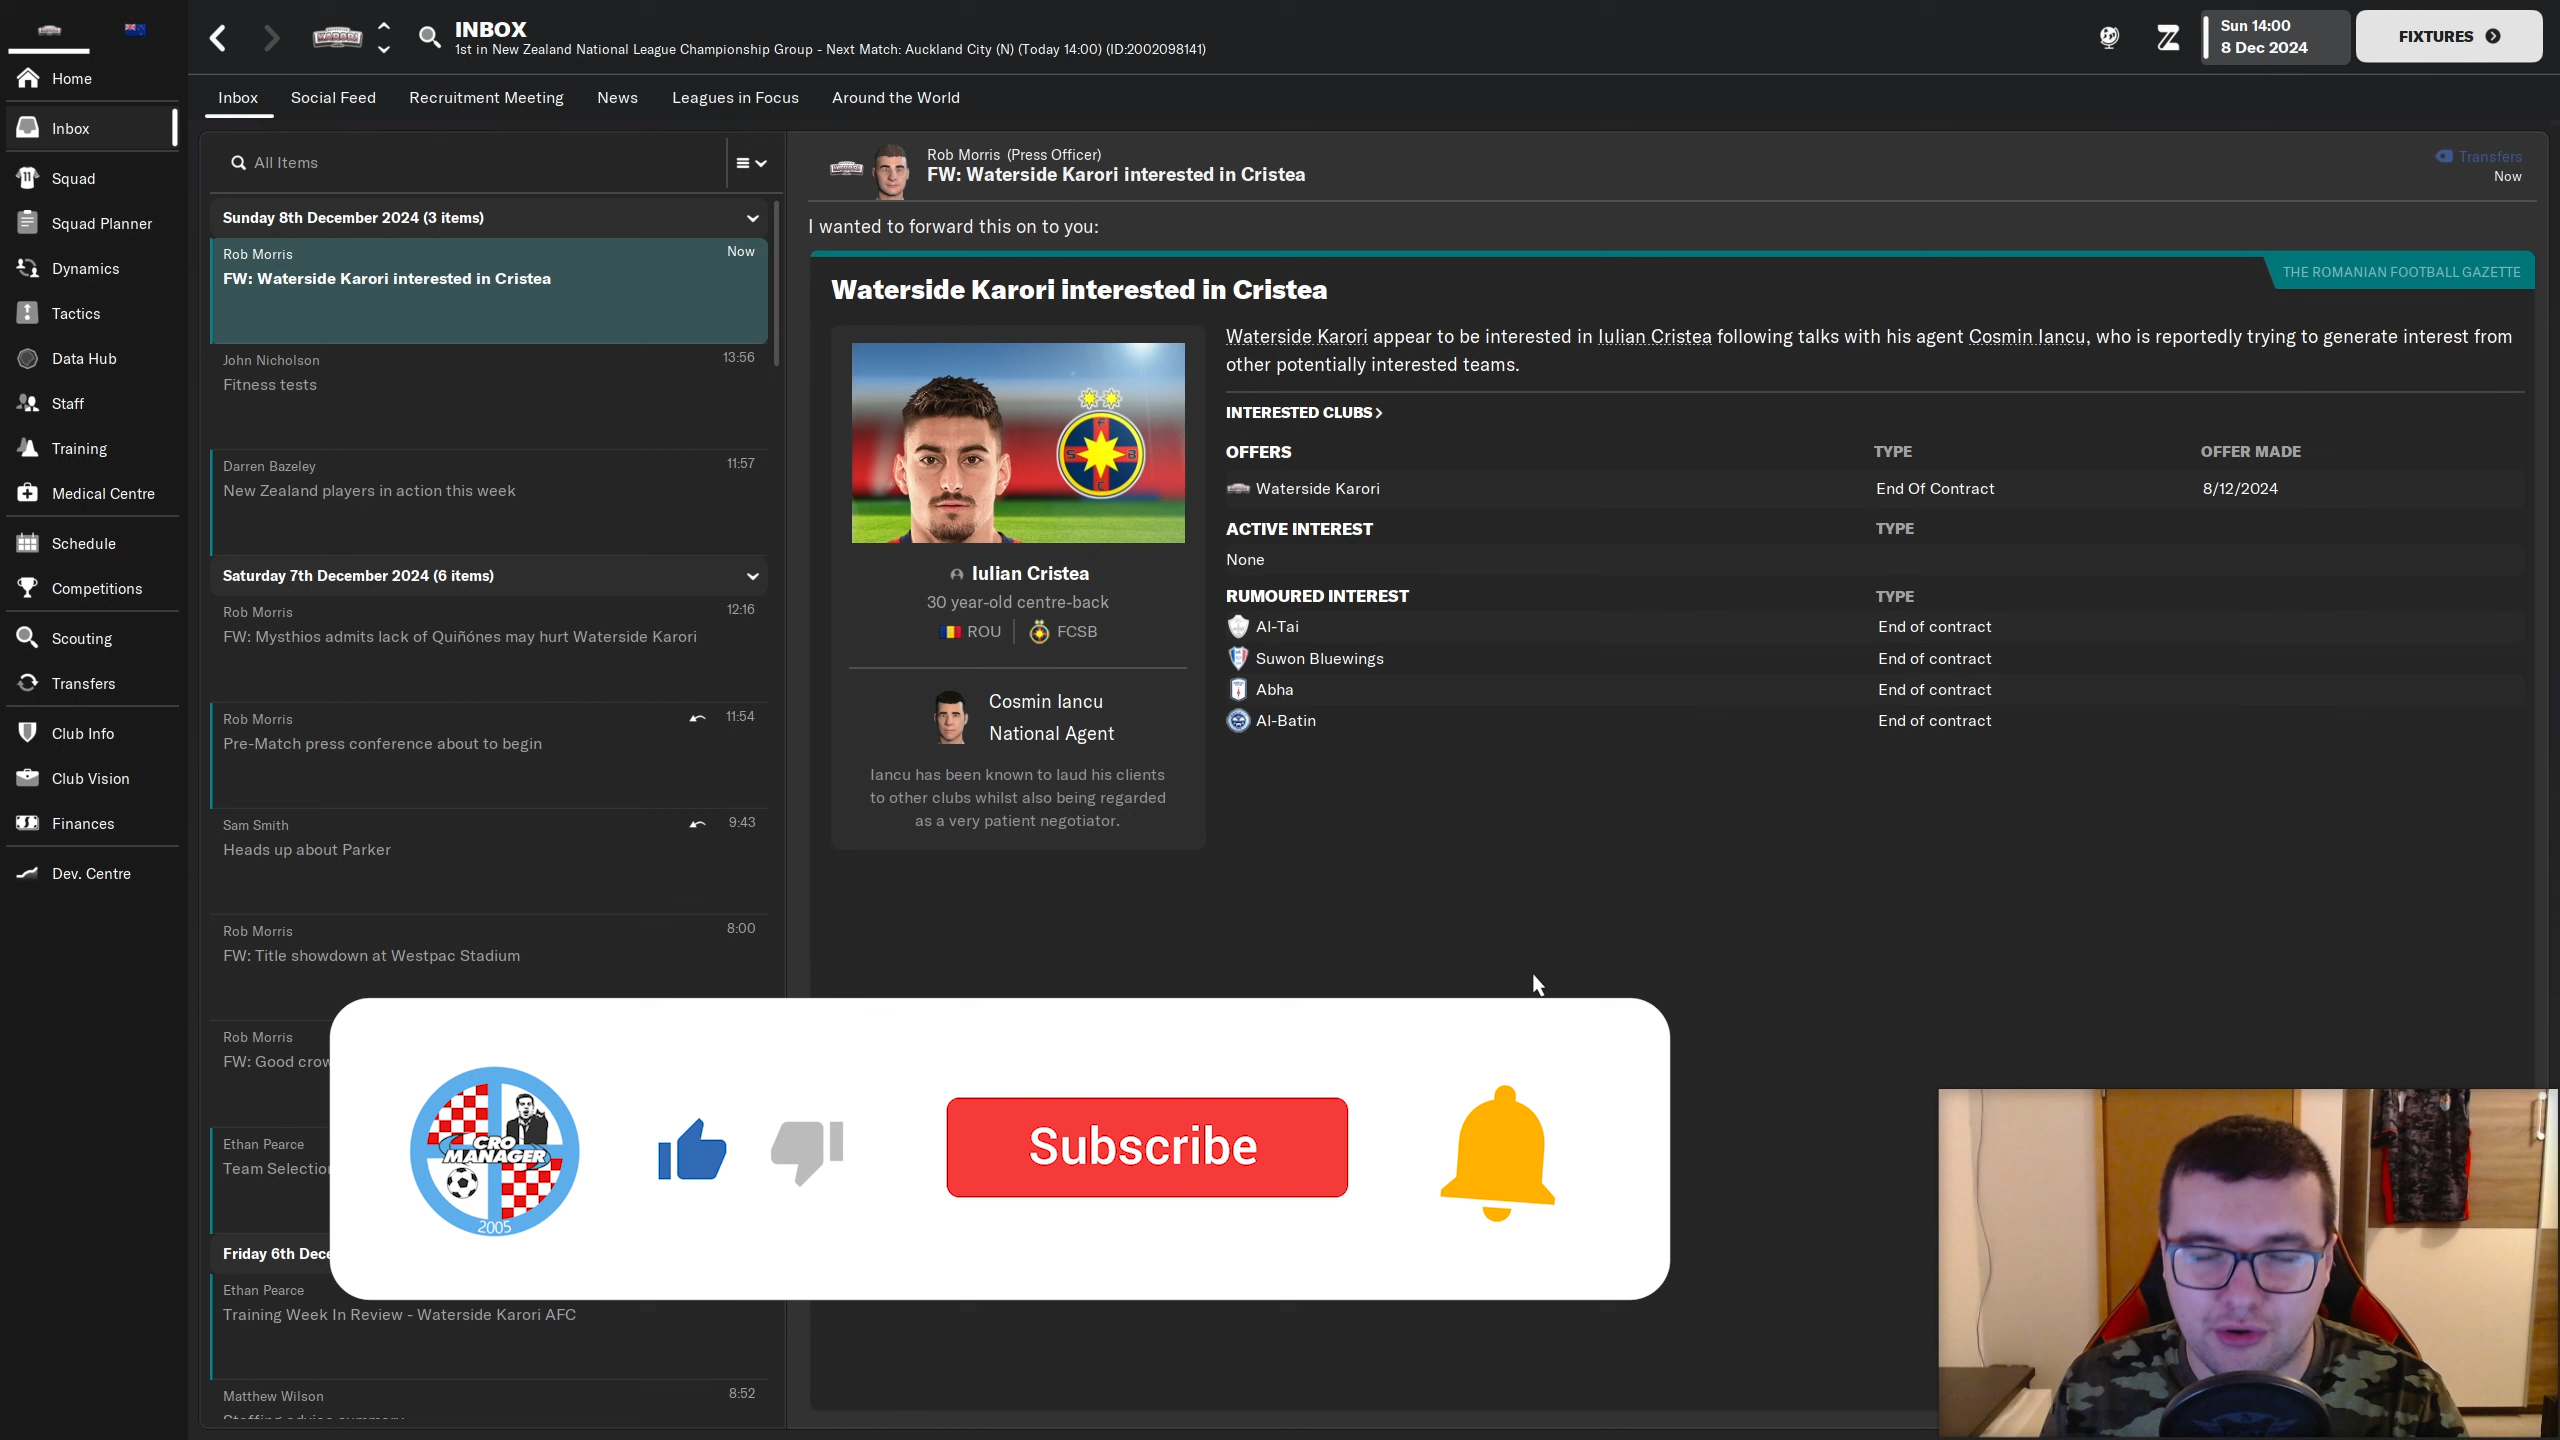 INBOX
1st in New Zealand National League Championship Group - Next Match: Auckland City (N) (Today 14:00) (ID:2002098141)
Sun 14:00
8 Dec 2024
FIXTURES
Home
Inbox
Squad
Squad Planner
Dynamics
Tactics
Data Hub
Staff
Training
Medical Centre
Schedule
Competitions
Scouting
Transfers
Club Info
Club Vision
Finances
Dev. Centre
Inbox Social Feed Recruitment Meeting News Leagues in Focus Around the World
All Items
Sunday 8th December 2024 (3 items)
Rob Morris Now
FW: Waterside Karori interested in Cristea
John Nicholson 13:56
Fitness tests
Darren Bazeley 11:57
New Zealand players in action this week
Saturday 7th December 2024 (6 items)
Rob Morris 12:16
FW: Mysthios admits lack of Quiñónes may hurt Waterside Karori
Rob Morris 11:54
Pre-Match press conference about to begin
Sam Smith 9:43
Heads up about Parker
Rob Morris 8:00
FW: Title showdown at Westpac Stadium
Rob Morris
FW: Good crow
Ethan Pearce
Team Selection
Friday 6th Dece
Ethan Pearce
Training Week In Review - Waterside Karori AFC
Matthew Wilson 8:52
Rob Morris (Press Officer)
FW: Waterside Karori interested in Cristea
Transfers
Now
I wanted to forward this on to you:
THE ROMANIAN FOOTBALL GAZETTE
Waterside Karori interested in Cristea
F
S B
C
Iulian Cristea
30 year-old centre-back
ROU FCSB
Cosmin Iancu
National Agent
Iancu has been known to laud his clients
to other clubs whilst also being regarded
as a very patient negotiator.
Waterside Karori appear to be interested in Iulian Cristea following talks with his agent Cosmin Iancu, who is reportedly trying to generate interest from
other potentially interested teams.
INTERESTED CLUBS >
OFFERS TYPE OFFER MADE
Waterside Karori End Of Contract 8/12/2024
ACTIVE INTEREST TYPE
None
RUMOURED INTEREST TYPE
Al-Tai End of contract
Suwon Bluewings End of contract
Abha End of contract
Al-Batin End of contract
CRO
MANAGER
2005
Subscribe